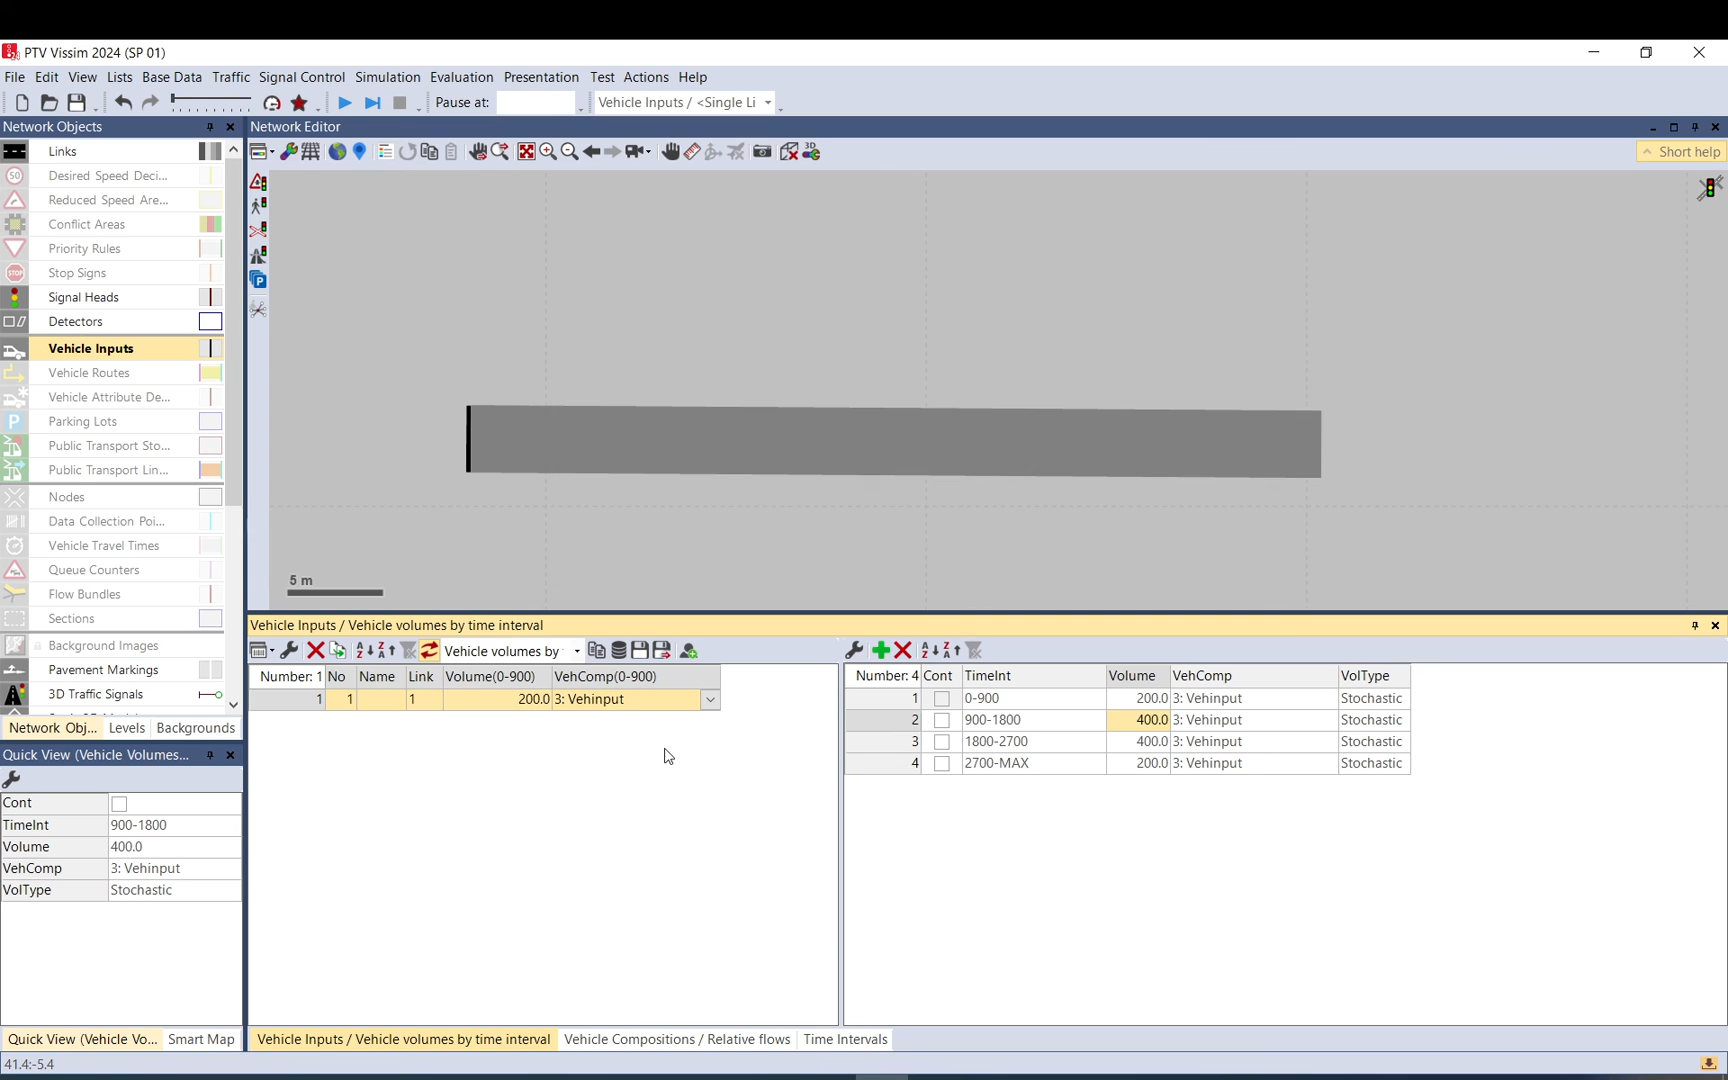 PTV Vissim 2024 (SP 01)
File Edit View Lists Base Data Traffic Signal Control Simulation Evaluation Presentation Test Actions Help
Pause at: Vehicle Inputs / <Single Li
Network Objects
Links
50 Desired Speed Deci...
Reduced Speed Are...
Conflict Areas
Priority Rules
STOP Stop Signs
Signal Heads
Detectors
Vehicle Inputs
Vehicle Routes
Vehicle Attribute De...
P Parking Lots
Public Transport Sto...
Public Transport Lin...
Nodes
Data Collection Poi...
Vehicle Travel Times
Queue Counters
Flow Bundles
Sections
Background Images
Pavement Markings
3D Traffic Signals
Network Obj... Levels Backgrounds
Quick View (Vehicle Volumes...
Cont
TimeInt 900-1800
Volume 400.0
VehComp 3: Vehinput
VolType Stochastic
Quick View (Vehicle Vo... Smart Map
Network Editor
3D
Short help
P
5 m
Vehicle Inputs / Vehicle volumes by time interval
Vehicle volumes by
Number: 1 No Name Link Volume(0-900) VehComp(0-900)
1 1 1 200.0 3: Vehinput
Number: 4 Cont TimeInt Volume VehComp VolType
1 0-900 200.0 3: Vehinput Stochastic
2 900-1800 400.0 3: Vehinput Stochastic
3 1800-2700 400.0 3: Vehinput Stochastic
4 2700-MAX 200.0 3: Vehinput Stochastic
Vehicle Inputs / Vehicle volumes by time interval Vehicle Compositions / Relative flows Time Intervals
41.4:-5.4